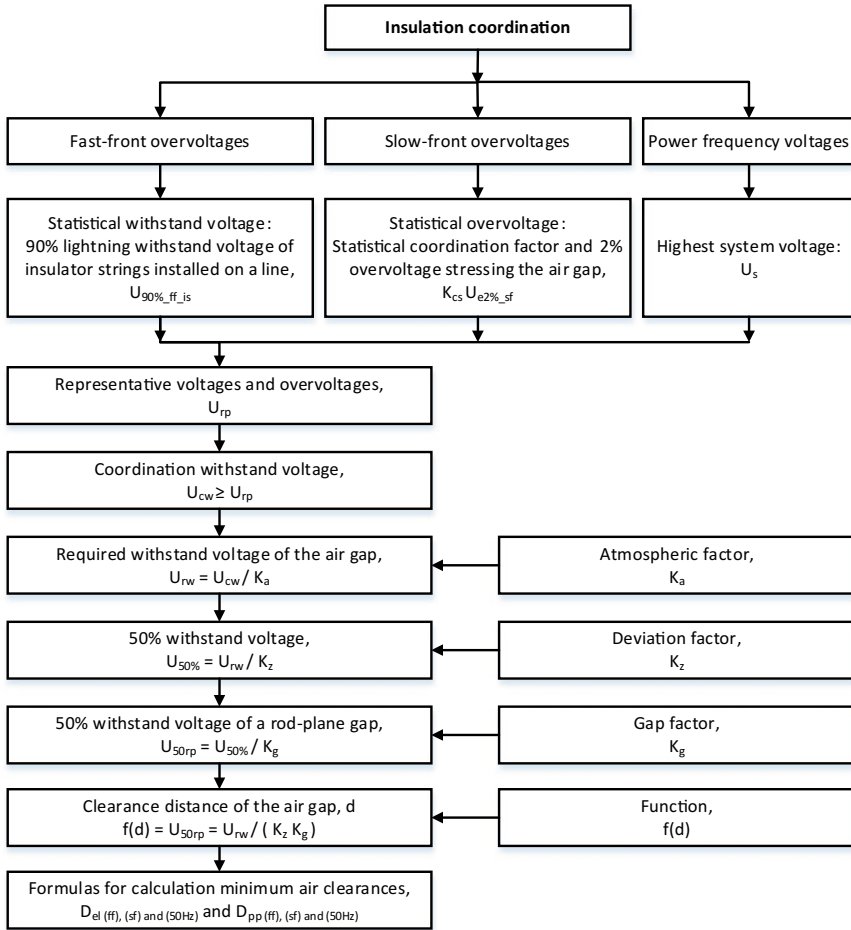 Insulation coordination
Fast-front overvoltages
Slow-front overvoltages
Power frequency voltages
Statistical withstand voltage:
90% lightning withstand voltage of
insulator strings installed on a line,
U90%_ff_is
Statistical overvoltage:
Statistical coordination factor and 2%
overvoltage stressing the air gap,
Kcs Ue2%_sf
Highest system voltage:
Us
Representative voltages and overvoltages,
Urp
Coordination withstand voltage,
Ucw ≥ Urp
Required withstand voltage of the air gap,
Urw = Ucw / Ka
Atmospheric factor,
Ka
50% withstand voltage,
U50% = Urw / Kz
Deviation factor,
Kz
50% withstand voltage of a rod-plane gap,
U50rp = U50% / Kg
Gap factor,
Kg
Clearance distance of the air gap, d
f(d) = U50rp = Urw / ( Kz Kg )
Function,
f(d)
Formulas for calculation minimum air clearances,
Del (ff), (sf) and (50Hz) and Dpp (ff), (sf) and (50Hz)